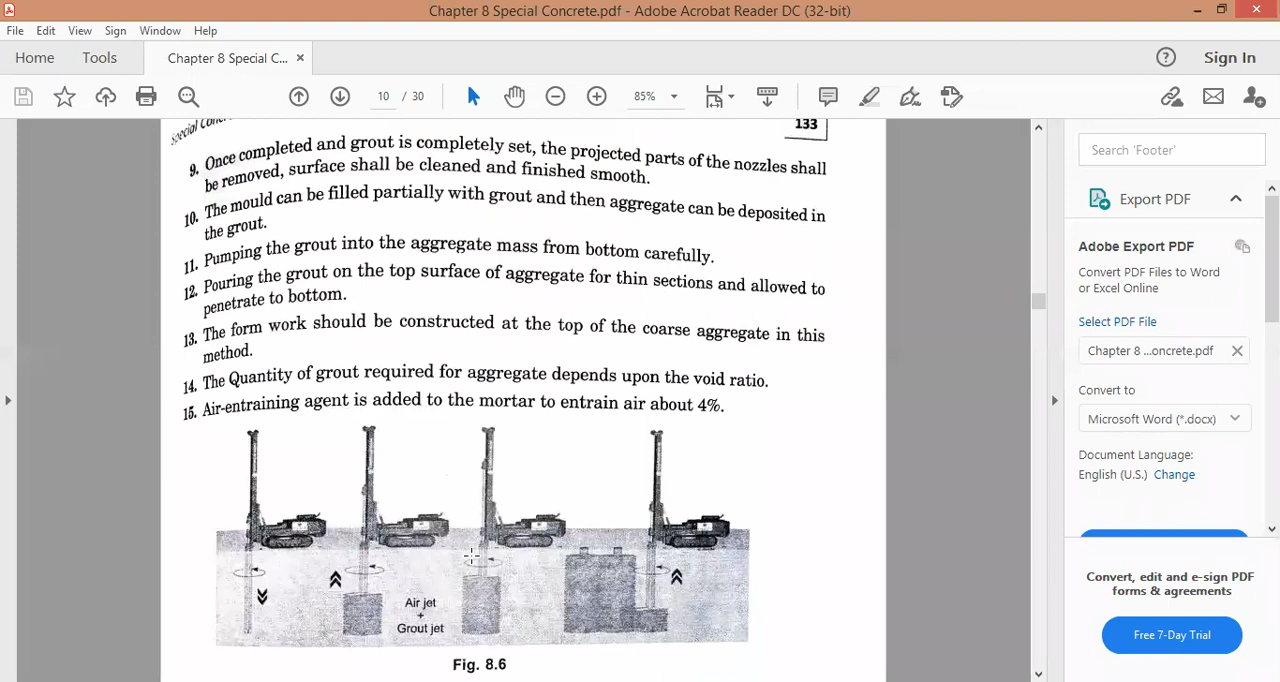 Chapter 8 Special Concrete.pdf - Adobe Acrobat Reader DC (32-bit)
File Edit View Sign Window Help
Home Tools Chapter 8 Special C... × Sign In
10 / 30 85%
Special 133
9. Once completed and grout is completely set, the projected parts of the nozzles shall
be removed, surface shall be cleaned and finished smooth.
10. The mould can be filled partially with grout and then aggregate can be deposited in
the grout.
11. Pumping the grout into the aggregate mass from bottom carefully.
12. Pouring the grout on the top surface of aggregate for thin sections and allowed to
penetrate to bottom.
13. The form work should be constructed at the top of the coarse aggregate in this
method.
14. The Quantity of grout required for aggregate depends upon the void ratio.
15. Air-entraining agent is added to the mortar to entrain air about 4%.
Air jet
+
Grout jet
Fig. 8.6
Search 'Footer'
Export PDF
Adobe Export PDF
Convert PDF Files to Word
or Excel Online
Select PDF File
Chapter 8 ...oncrete.pdf
Convert to
Microsoft Word (*.docx)
Document Language:
English (U.S.) Change
Convert, edit and e-sign PDF
forms & agreements
Free 7-Day Trial